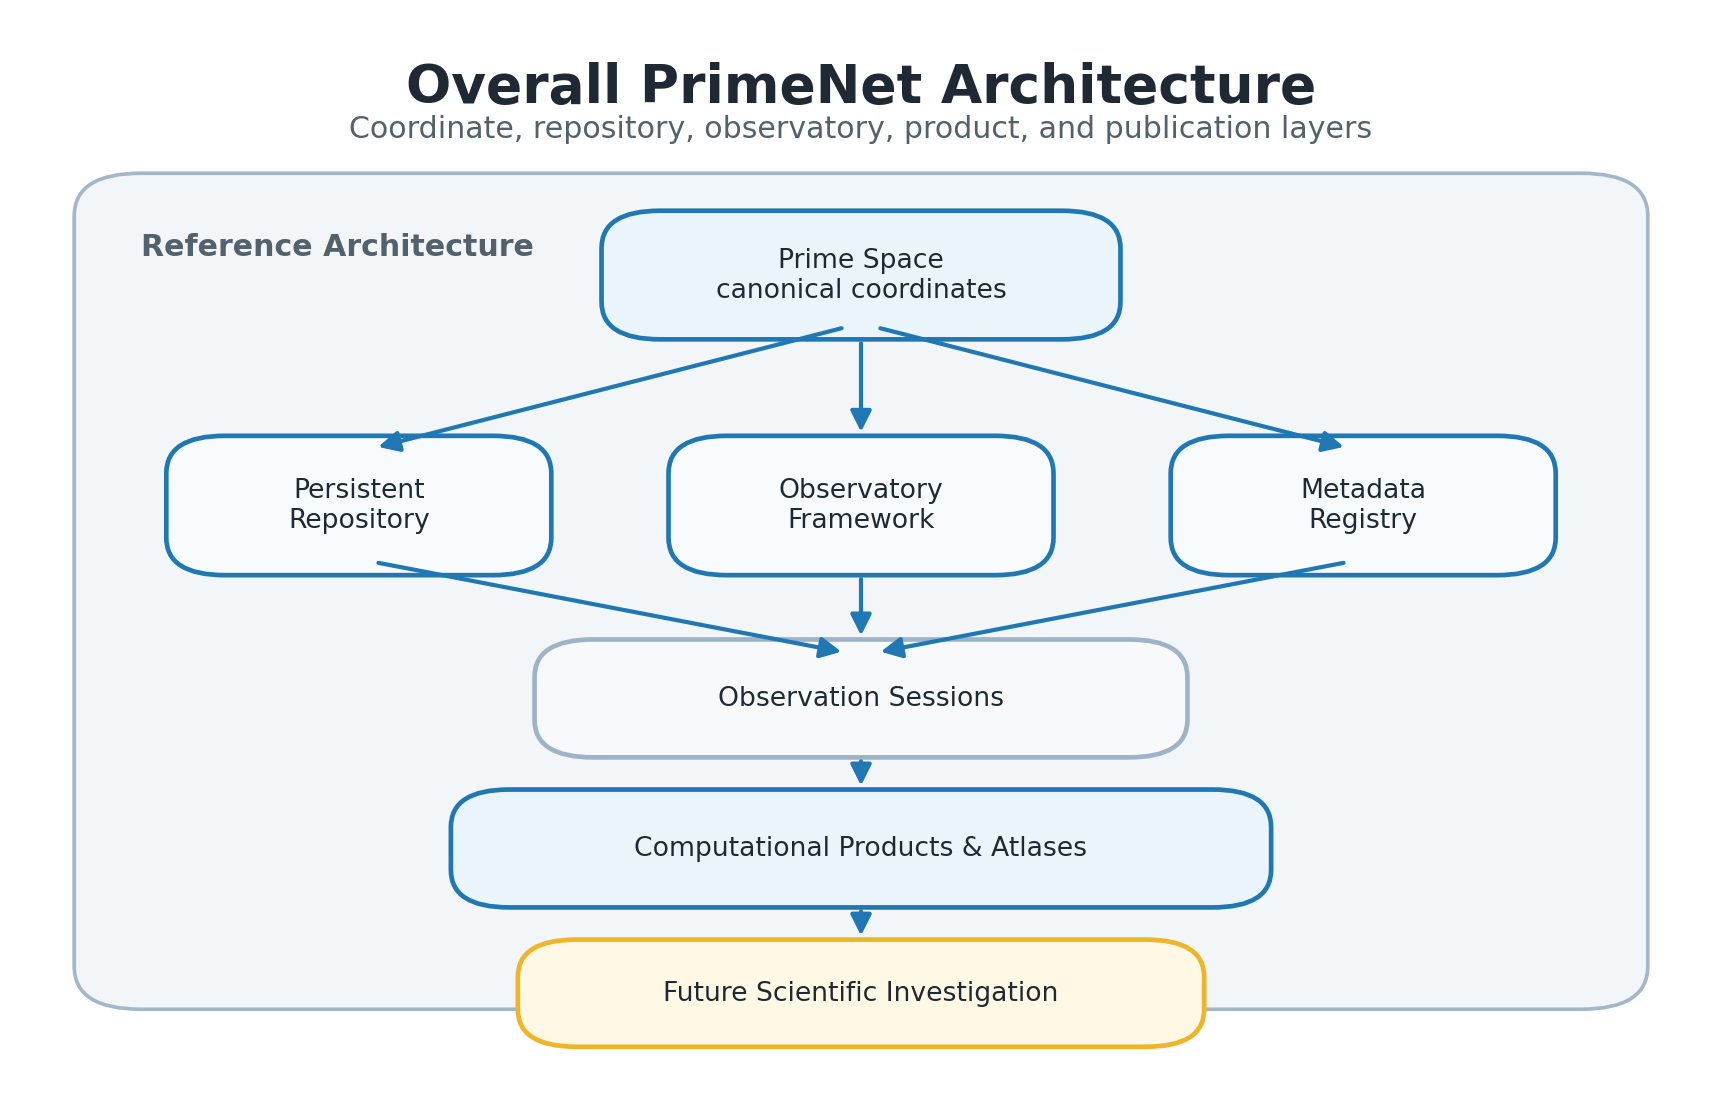 Overall PrimeNet Architecture
Coordinate, repository, observatory, product, and publication layers
Reference Architecture
Prime Space
canonical coordinates
Persistent
Repository
Observatory
Framework
Metadata
Registry
Observation Sessions
Computational Products & Atlases
Future Scientific Investigation